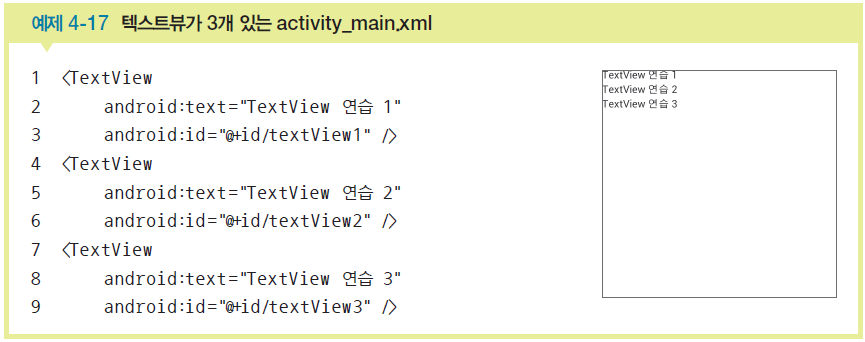 예제 4-17 텍스트뷰가 3개 있는 activity_main.xml
1 <TextView
2 android:text="TextView 연습 1"
3 android:id="@+id/textView1" />
4 <TextView
5 android:text="TextView 연습 2"
6 android:id="@+id/textView2" />
7 <TextView
8 android:text="TextView 연습 3"
9 android:id="@+id/textView3" />
TextView 연습 1
TextView 연습 2
TextView 연습 3